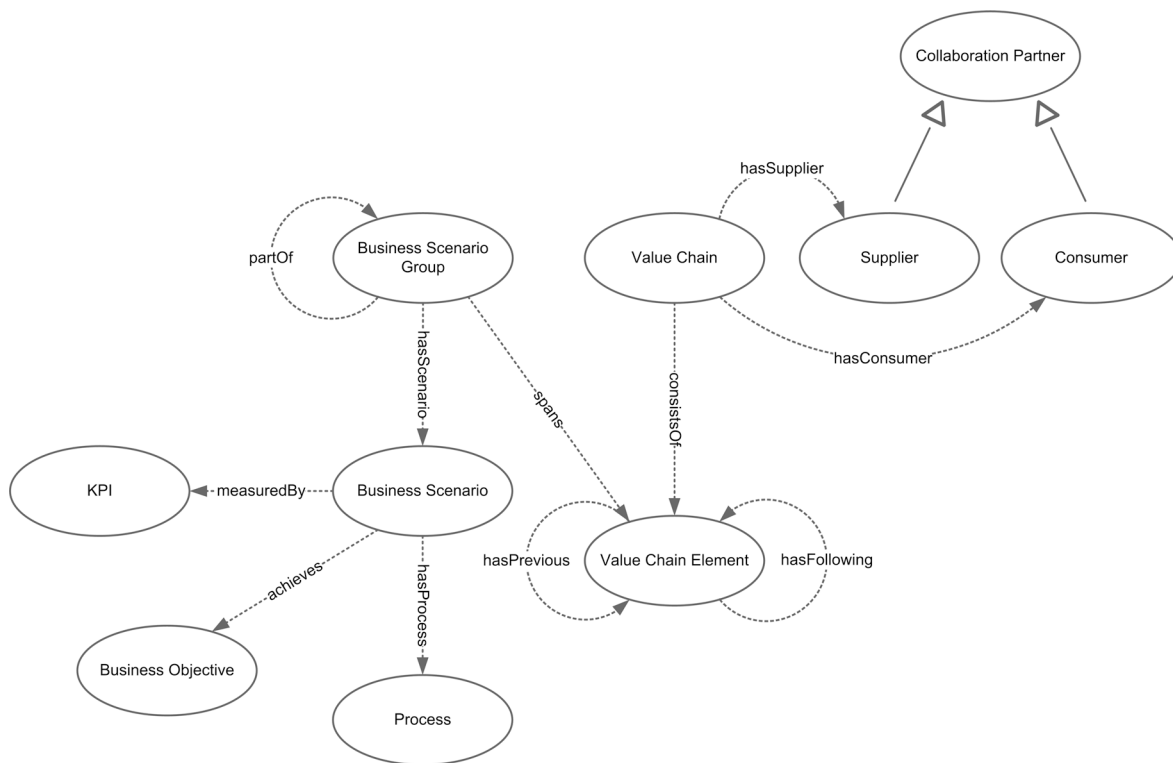 Collaboration Partner
hasSupplier
partOf
Business Scenario
Group
Value Chain
Supplier
Consumer
hasScenario
hasConsumer
spans
consistsOf
KPI
measuredBy
Business Scenario
hasPrevious
Value Chain Element
hasFollowing
achieves
hasProcess
Business Objective
Process